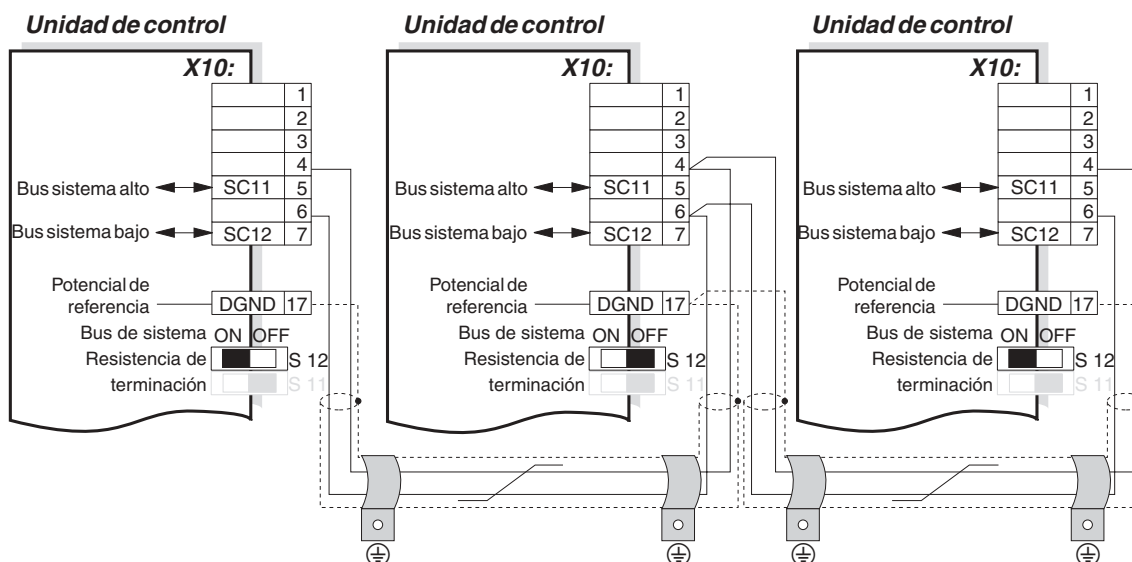 Unidad de control
X10:
1
2
3
4
Bus sistema alto SC11 5
6
Bus sistema bajo SC12 7
Potencial de
referencia DGND 17
Bus de sistema ON OFF
Resistencia de S 12
terminación S 11
Unidad de control
X10:
1
2
3
4
Bus sistema alto SC11 5
6
Bus sistema bajo SC12 7
Potencial de
referencia DGND 17
Bus de sistema ON OFF
Resistencia de S 12
terminación S 11
Unidad de control
X10:
1
2
3
4
Bus sistema alto SC11 5
6
Bus sistema bajo SC12 7
Potencial de
referencia DGND 17
Bus de sistema ON OFF
Resistencia de S 12
terminación S 11